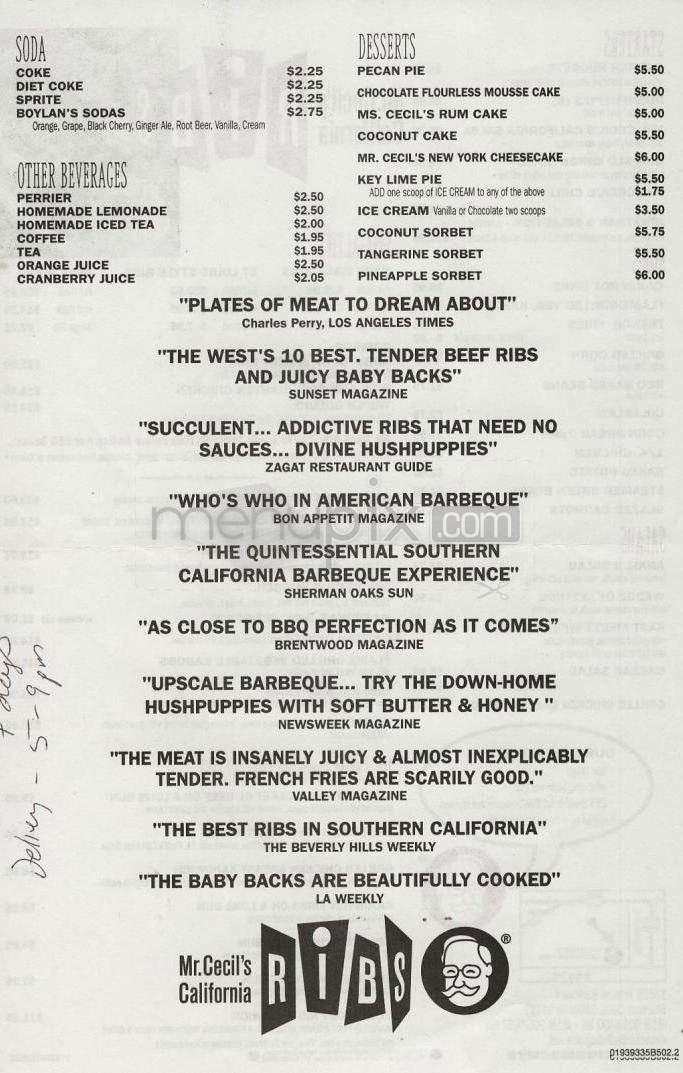 SODA
COKE $2.25
DIET COKE $2.25
SPRITE $2.25
BOYLAN'S SODAS $2.75
Orange, Grape, Black Cherry, Ginger Ale, Root Beer, Vanilla, Cream
OTHER BEVERAGES
PERRIER $2.50
HOMEMADE LEMONADE $2.50
HOMEMADE ICED TEA $2.00
COFFEE $1.95
TEA $1.95
ORANGE JUICE $2.50
CRANBERRY JUICE $2.05
DESSERTS
PECAN PIE $5.50
CHOCOLATE FLOURLESS MOUSSE CAKE $5.00
MS. CECIL'S RUM CAKE $5.00
COCONUT CAKE $5.50
MR. CECIL'S NEW YORK CHEESECAKE $6.00
KEY LIME PIE $5.50
ADD one scoop of ICE CREAM to any of the above $1.75
ICE CREAM Vanilla or Chocolate two scoops $3.50
COCONUT SORBET $5.75
TANGERINE SORBET $5.50
PINEAPPLE SORBET $6.00
"PLATES OF MEAT TO DREAM ABOUT"
Charles Perry, LOS ANGELES TIMES
"THE WEST'S 10 BEST. TENDER BEEF RIBS
AND JUICY BABY BACKS"
SUNSET MAGAZINE
"SUCCULENT... ADDICTIVE RIBS THAT NEED NO
SAUCES... DIVINE HUSHPUPPIES"
ZAGAT RESTAURANT GUIDE
"WHO'S WHO IN AMERICAN BARBEQUE"
BON APPETIT MAGAZINE
menupix.com
"THE QUINTESSENTIAL SOUTHERN
CALIFORNIA BARBEQUE EXPERIENCE"
SHERMAN OAKS SUN
"AS CLOSE TO BBQ PERFECTION AS IT COMES"
BRENTWOOD MAGAZINE
"UPSCALE BARBEQUE... TRY THE DOWN-HOME
HUSHPUPPIES WITH SOFT BUTTER & HONEY "
NEWSWEEK MAGAZINE
"THE MEAT IS INSANELY JUICY & ALMOST INEXPLICABLY
TENDER. FRENCH FRIES ARE SCARILY GOOD."
VALLEY MAGAZINE
"THE BEST RIBS IN SOUTHERN CALIFORNIA"
THE BEVERLY HILLS WEEKLY
"THE BABY BACKS ARE BEAUTIFULLY COOKED"
LA WEEKLY
days
Delivery - 5 - 9 pm
Mr.Cecil's
California
RiBS ®
01939335B502.2